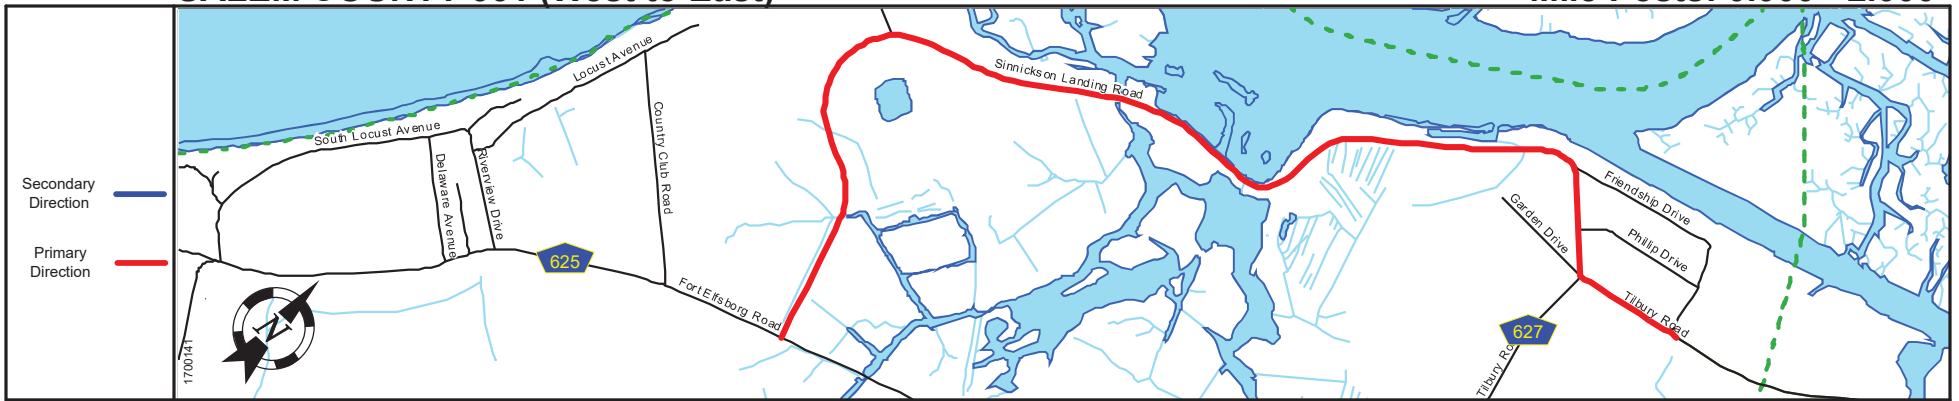 Secondary
Direction
Primary
Direction
South Locust Avenue
Locust Avenue
Delaware Avenue
Riverview Drive
Country Club Road
625
Fort Elfsborg Road
Sinnickson Landing Road
Friendship Drive
Garden Drive
Phillip Drive
Tilbury Road
627
Tilbury
1700141
N